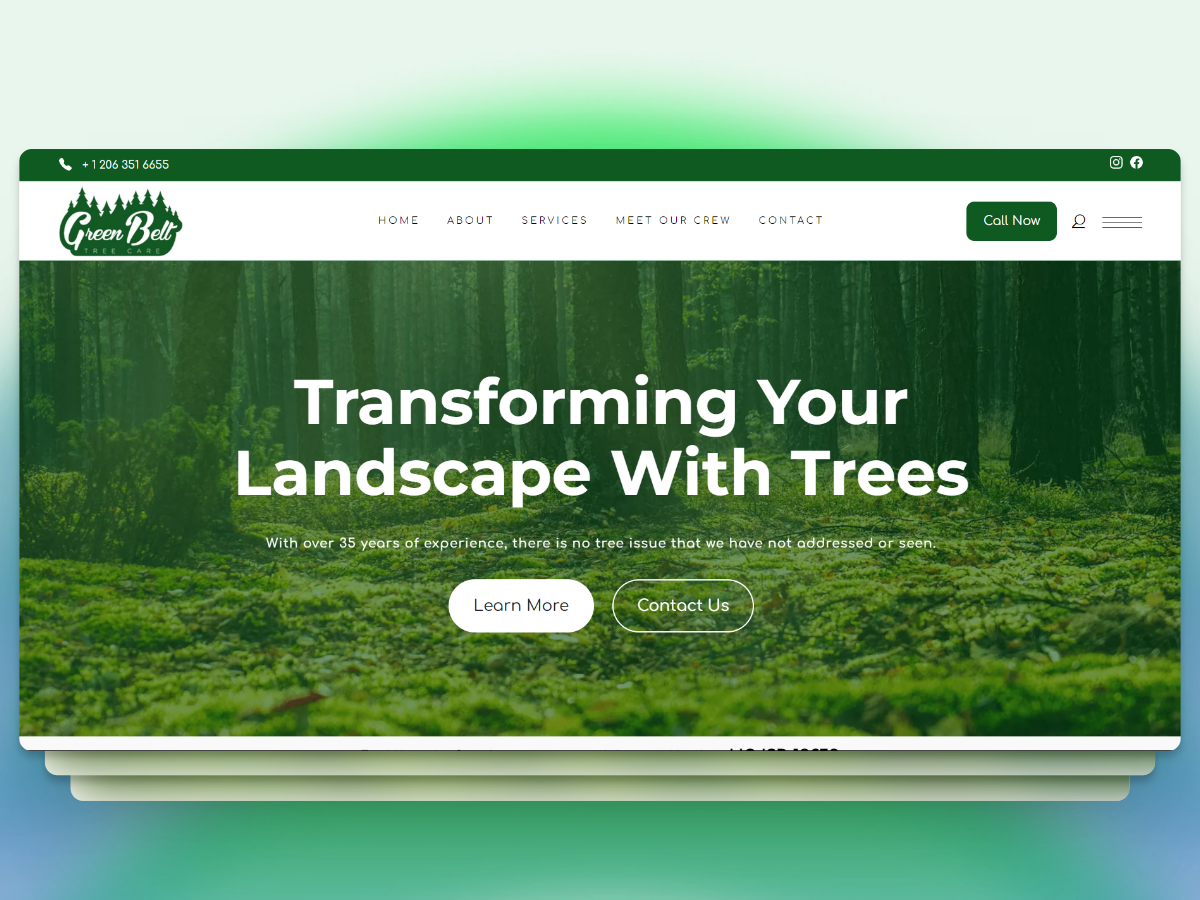 + 1 206 351 6655
Green Belt
TREE CARE
HOME ABOUT SERVICES MEET OUR CREW CONTACT
Call Now
Transforming Your
Landscape With Trees
With over 35 years of experience, there is no tree issue that we have not addressed or seen.
Learn More Contact Us